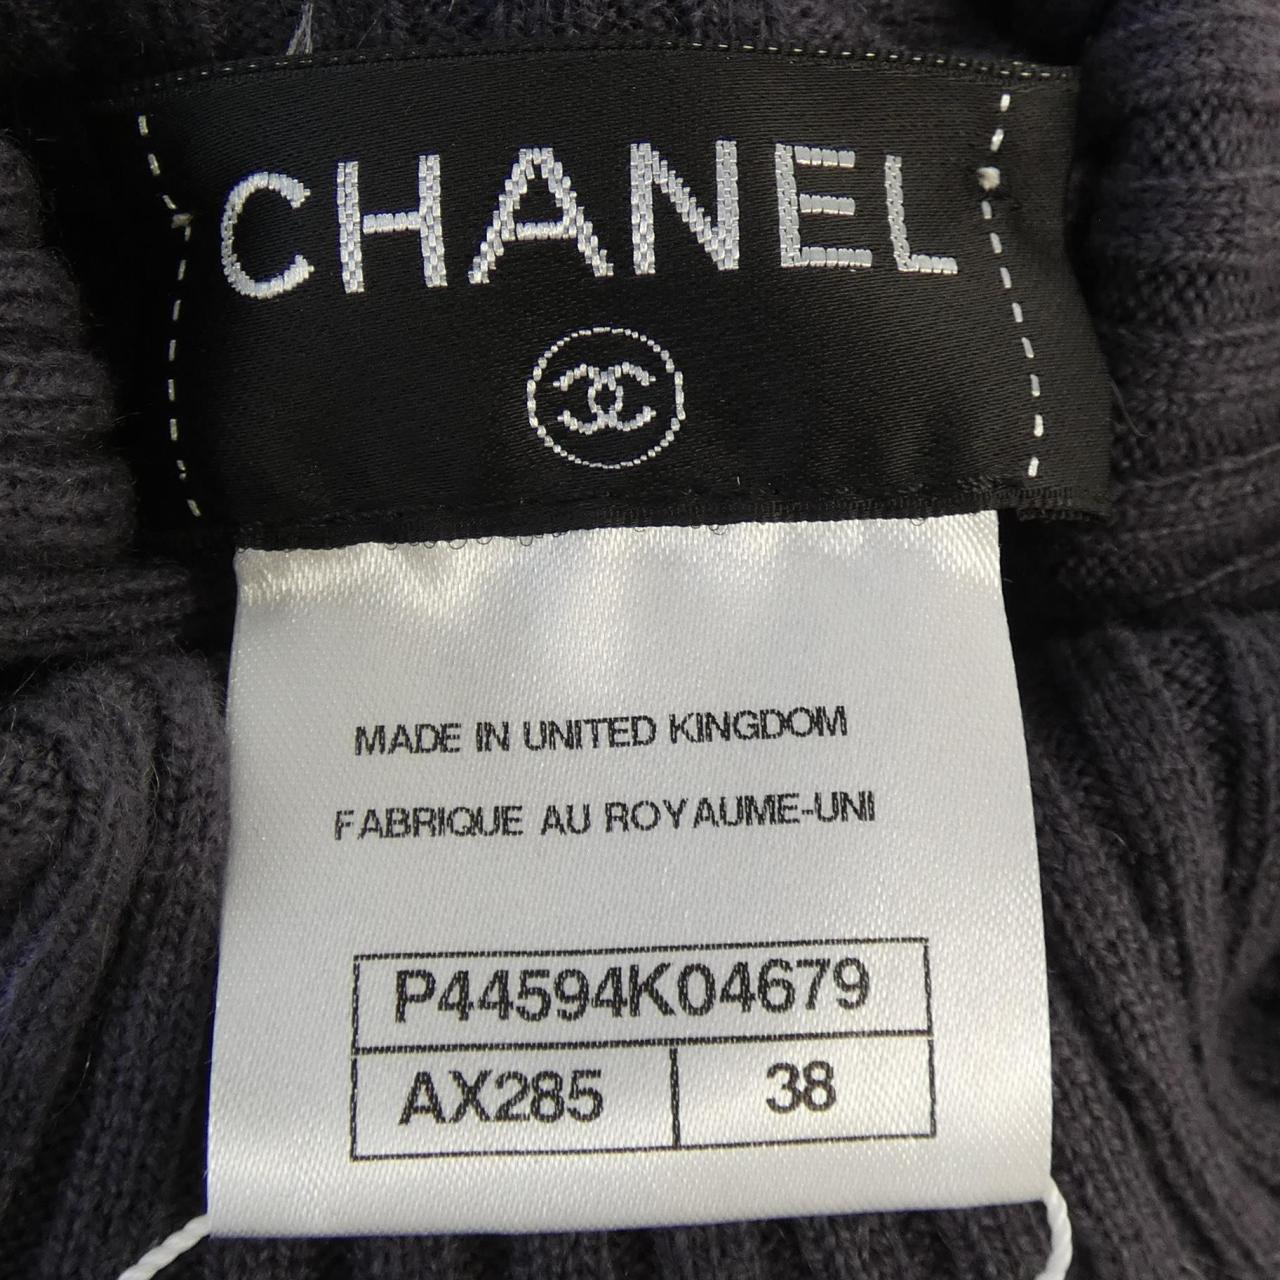 CHANEL
MADE IN UNITED KINGDOM
FABRIQUE AU ROYAUME-UNI
P44594K04679
AX285 38